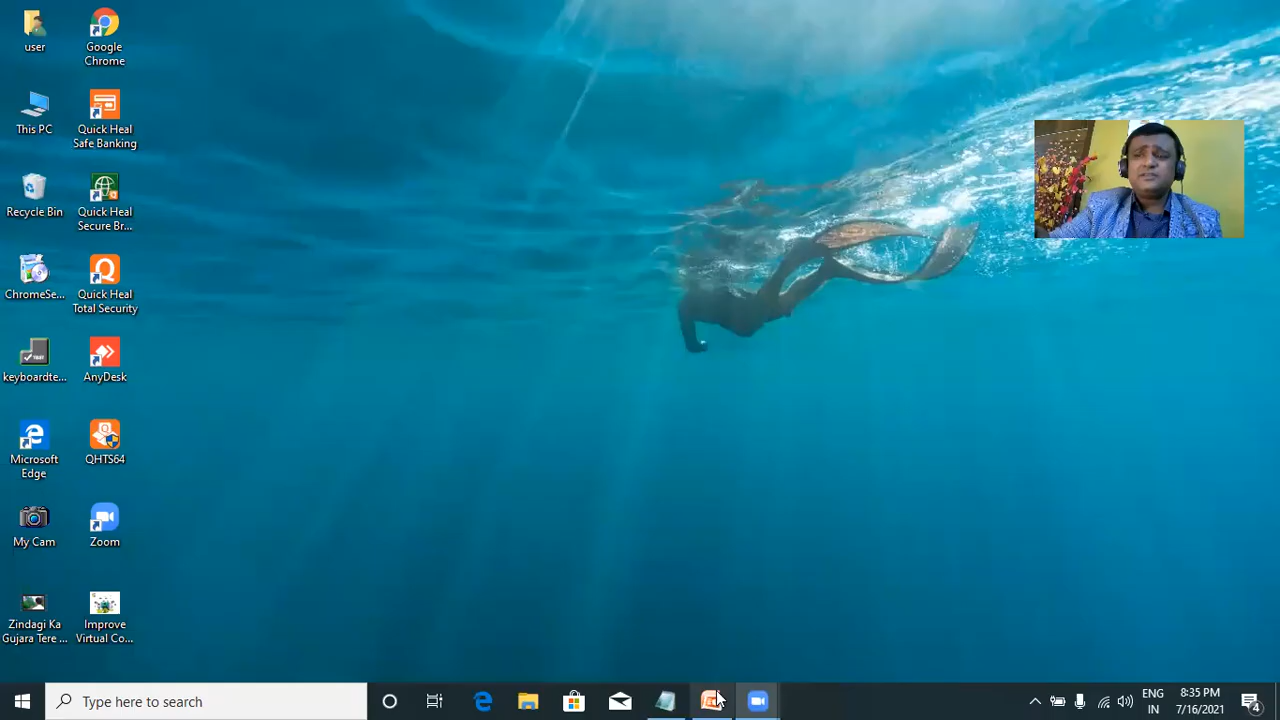 user
Google
Chrome
This PC
Quick Heal
Safe Banking
Recycle Bin
Quick Heal
Secure Br...
ChromeSe...
Quick Heal
Total Security
keyboardte...
AnyDesk
Microsoft
Edge
QHTS64
My Cam
Zoom
Zindagi Ka
Gujara Tere ...
Improve
Virtual Co...
Type here to search
ENG
IN
8:35 PM
7/16/2021
4